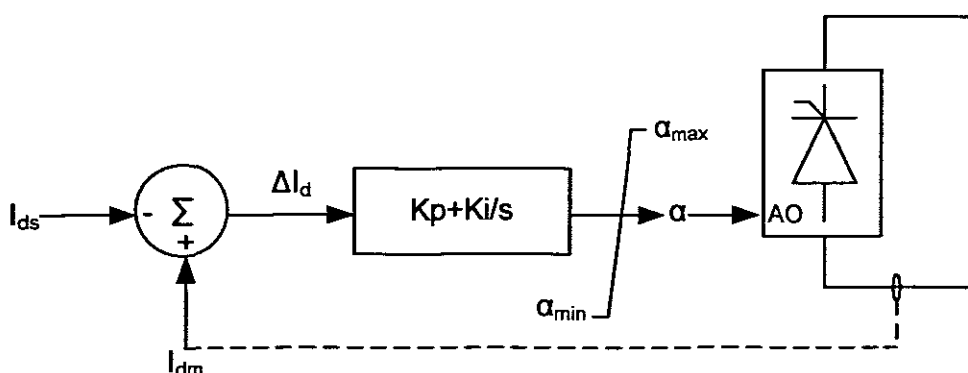 α_max
ΔI_d
I_ds
- Σ
+
Kp+Ki/s
α
AO
α_min
I_dm